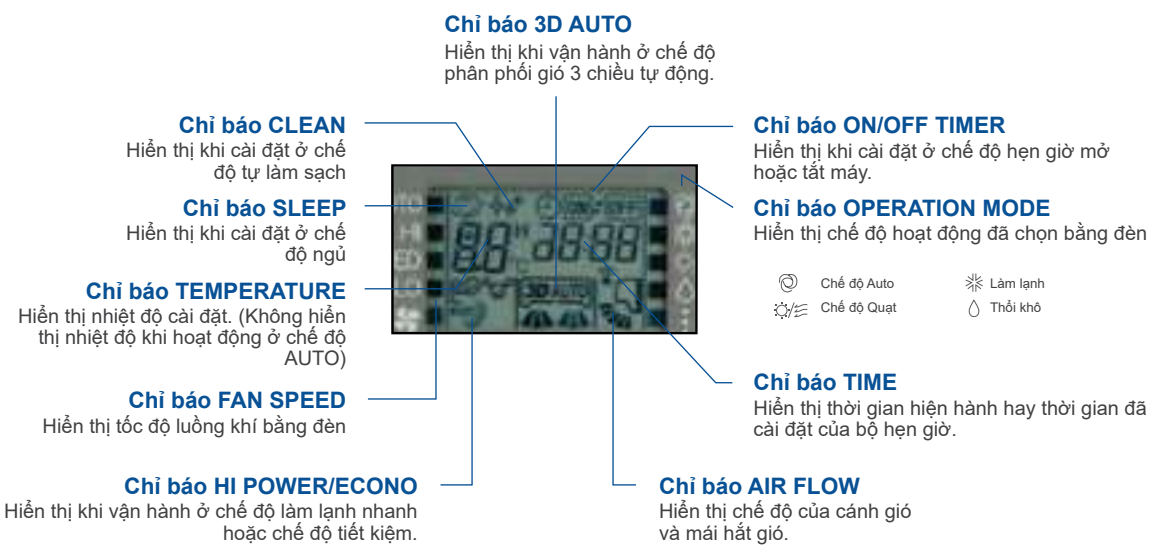 Chỉ báo 3D AUTO
Hiển thị khi vận hành ở chế độ
phân phối gió 3 chiều tự động.
Chỉ báo CLEAN
Hiển thị khi cài đặt ở chế
độ tự làm sạch
Chỉ báo SLEEP
Hiển thị khi cài đặt ở chế
độ ngủ
Chỉ báo TEMPERATURE
Hiển thị nhiệt độ cài đặt. (Không hiển
thị nhiệt độ khi hoạt động ở chế độ
AUTO)
Chỉ báo FAN SPEED
Hiển thị tốc độ luồng khí bằng đèn
Chỉ báo HI POWER/ECONO
Hiển thị khi vận hành ở chế độ làm lạnh nhanh
hoặc chế độ tiết kiệm.
88 88:88
3D AUTO
Chỉ báo ON/OFF TIMER
Hiển thị khi cài đặt ở chế độ hẹn giờ mở
hoặc tắt máy.
Chỉ báo OPERATION MODE
Hiển thị chế độ hoạt động đã chọn bằng đèn
Chế độ Auto
Làm lạnh
Chế độ Quạt
Thổi khô
Chỉ báo TIME
Hiển thị thời gian hiện hành hay thời gian đã
cài đặt của bộ hẹn giờ.
Chỉ báo AIR FLOW
Hiển thị chế độ của cánh gió
và mái hắt gió.